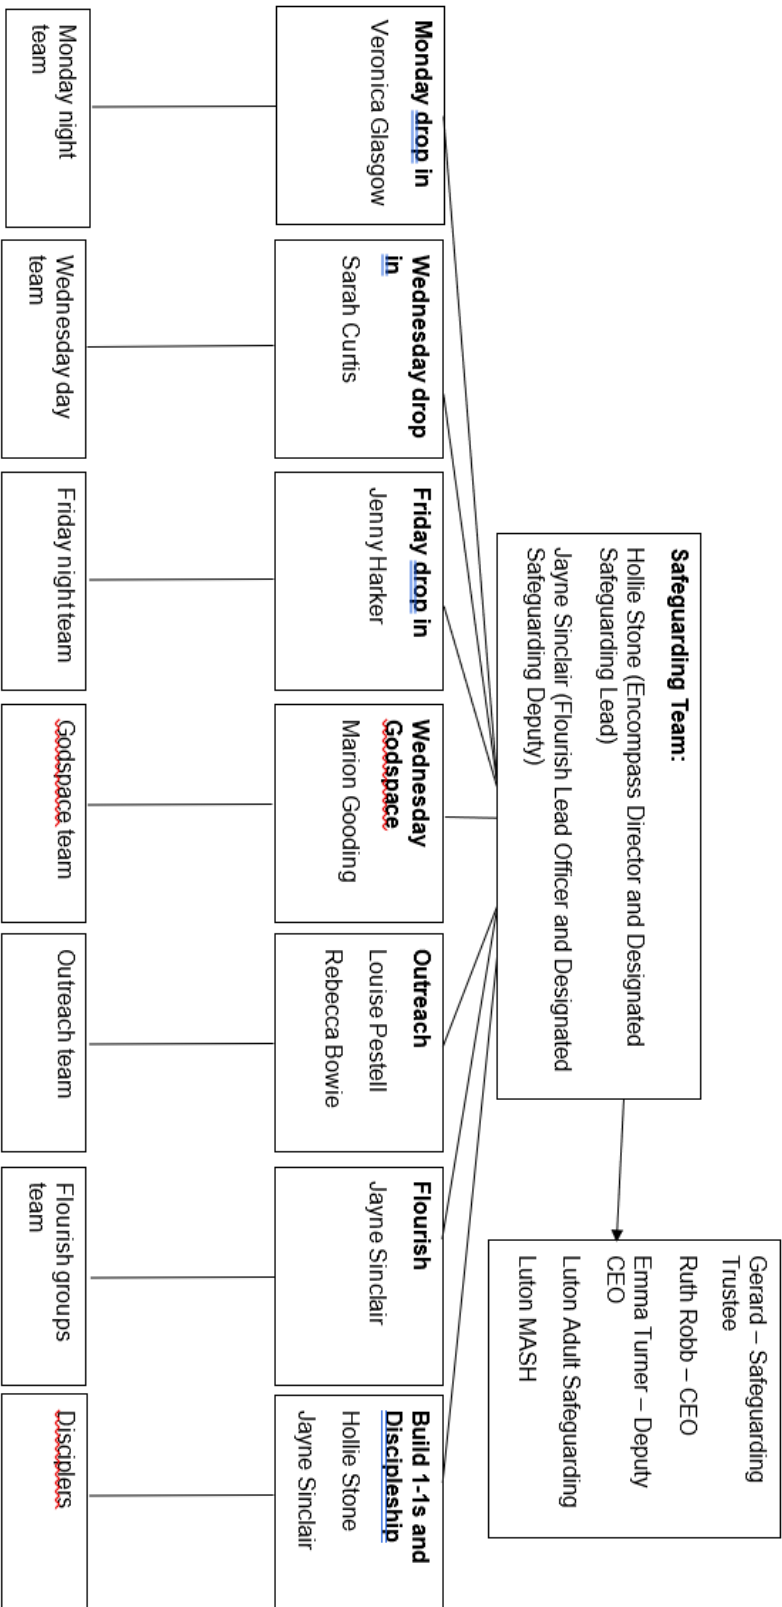 Safeguarding Team:
Hollie Stone (Encompass Director and Designated
Safeguarding Lead)
Jayne Sinclair (Flourish Lead Officer and Designated
Safeguarding Deputy)
Gerard – Safeguarding
Trustee
Ruth Robb – CEO
Emma Turner – Deputy
CEO
Luton Adult Safeguarding
Luton MASH
Monday drop in
Veronica Glasgow
Wednesday drop
in
Sarah Curtis
Friday drop in
Jenny Harker
Wednesday
Godspace
Marion Gooding
Outreach
Louise Pestell
Rebecca Bowie
Flourish
Jayne Sinclair
Build 1-1s and
Discipleship
Hollie Stone
Jayne Sinclair
Monday night
team
Wednesday day
team
Friday night team
Godspace team
Outreach team
Flourish groups
team
Disciplers